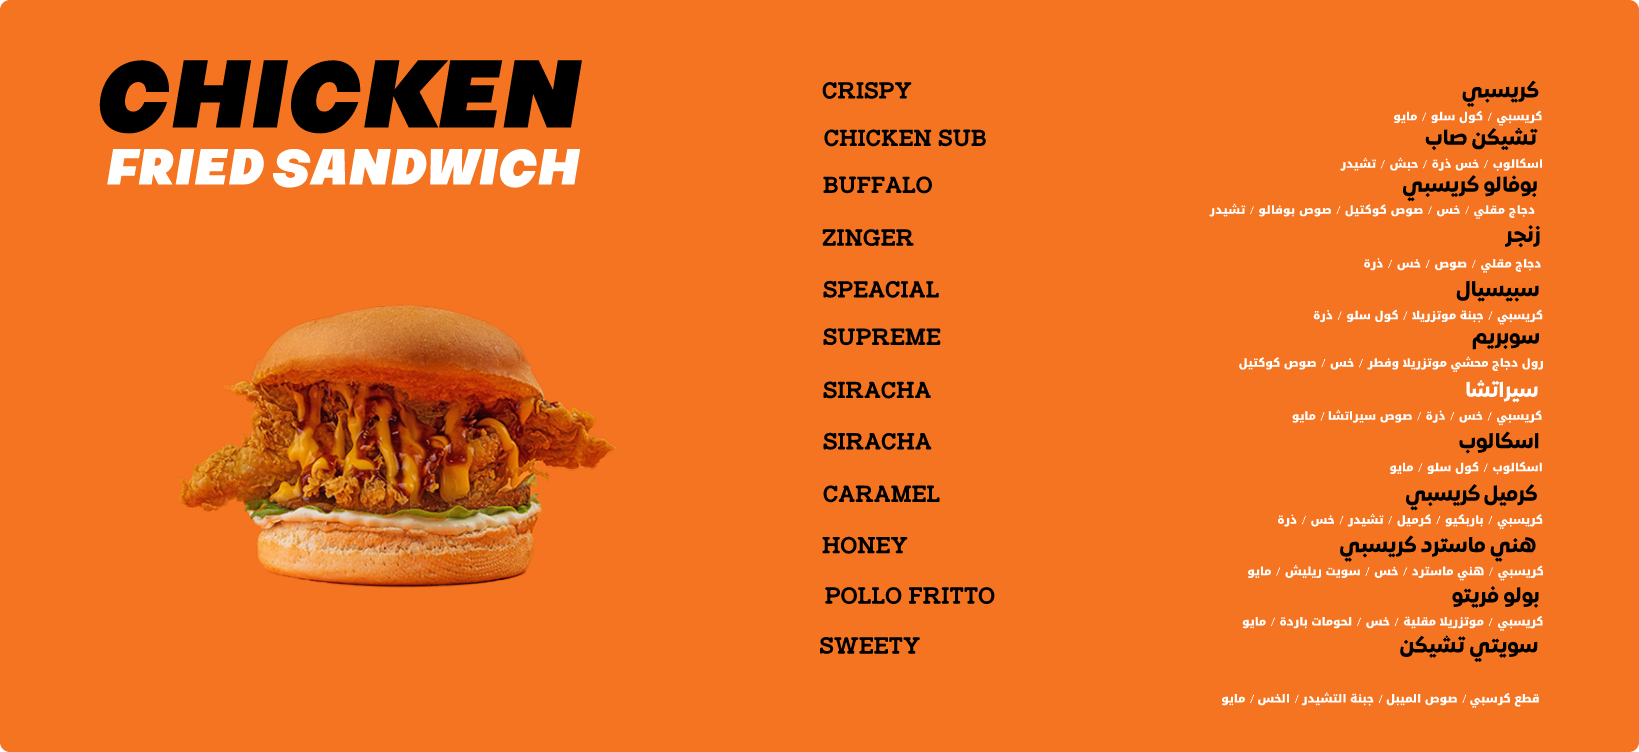 CHICKEN
FRIED SANDWICH
CRISPY
كريسبي
كريسبي / كول سلو / مايو
CHICKEN SUB
تشيكن صاب
اسكالوب / خس ذرة / حبش / تشيدر
BUFFALO
بوفالو كريسبي
دجاج مقلي / خس / صوص كوكتيل / صوص بوفالو / تشيدر
ZINGER
زنجر
دجاج مقلي / صوص / خس / ذرة
SPEACIAL
سبيسيال
كريسبي / جبنة موتزريلا / كول سلو / ذرة
SUPREME
سوبريم
رول دجاج محشي موتزريلا وفطر / خس / صوص كوكتيل
SIRACHA
سيراتشا
كريسبي / خس / ذرة / صوص سيراتشا / مايو
SIRACHA
اسكالوب
اسكالوب / كول سلو / مايو
CARAMEL
كرميل كريسبي
كريسبي / باربكيو / كرميل / تشيدر / خس / ذرة
HONEY
هني ماسترد كريسبي
كريسبي / هني ماسترد / خس / سويت ريليش / مايو
POLLO FRITTO
بولو فريتو
كريسبي / موتزريلا مقلية / خس / لحومات باردة / مايو
SWEETY
سويتي تشيكن
قطع كرسبي / صوص الميبل / جبنة التشيدر / الخس / مايو